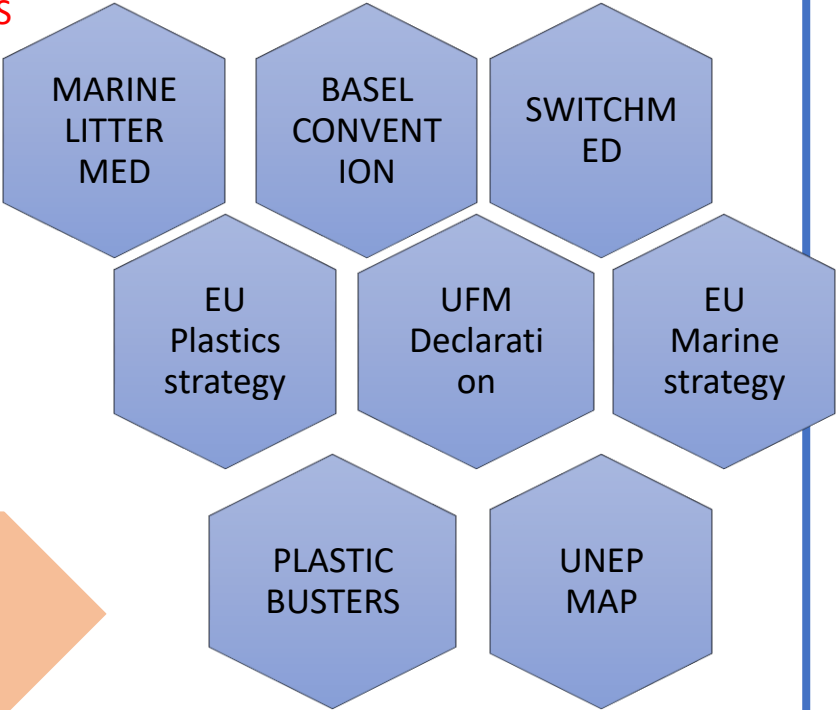 S
MARINE
LITTER
MED
BASEL
CONVENT
ION
SWITCHM
ED
EU
Plastics
strategy
UFM
Declarati
on
EU
Marine
strategy
PLASTIC
BUSTERS
UNEP
MAP